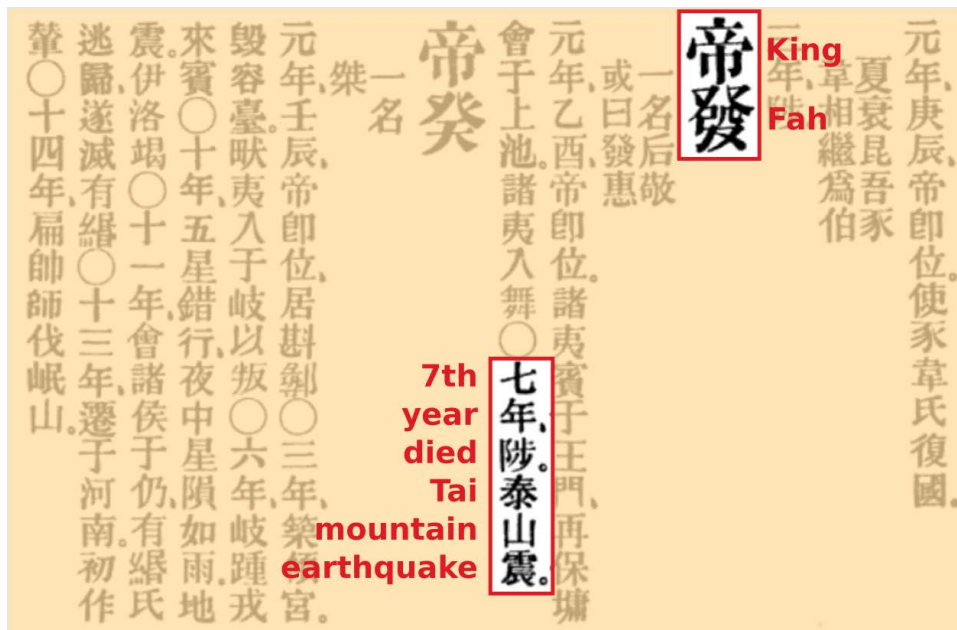 元年、庚辰、帝卽位。使豕韋氏復國。
夏衰昆吾豕
韋相繼爲伯
年、陟
帝發
King
Fah
一名后敬
或曰發惠
元年、乙酉、帝卽位。諸夷賓于王門、再保墉
會于上池。諸夷入舞〇七年、陟。泰山震。
7th
year
died
Tai
mountain
earthquake
帝癸
一名
桀
元年、壬辰、帝卽位、居斟鄩〇三年、築傾宮。
毀容臺。畎夷入于岐以叛〇六年、岐踵戎
來賓〇十年、五星錯行、夜中星隕如雨、地
震。伊洛竭〇十一年、會諸侯于仍、有緡氏
逃歸、遂滅有緡〇十三年、遷于河南。初作
輦〇十四年、扁帥師伐岷山。